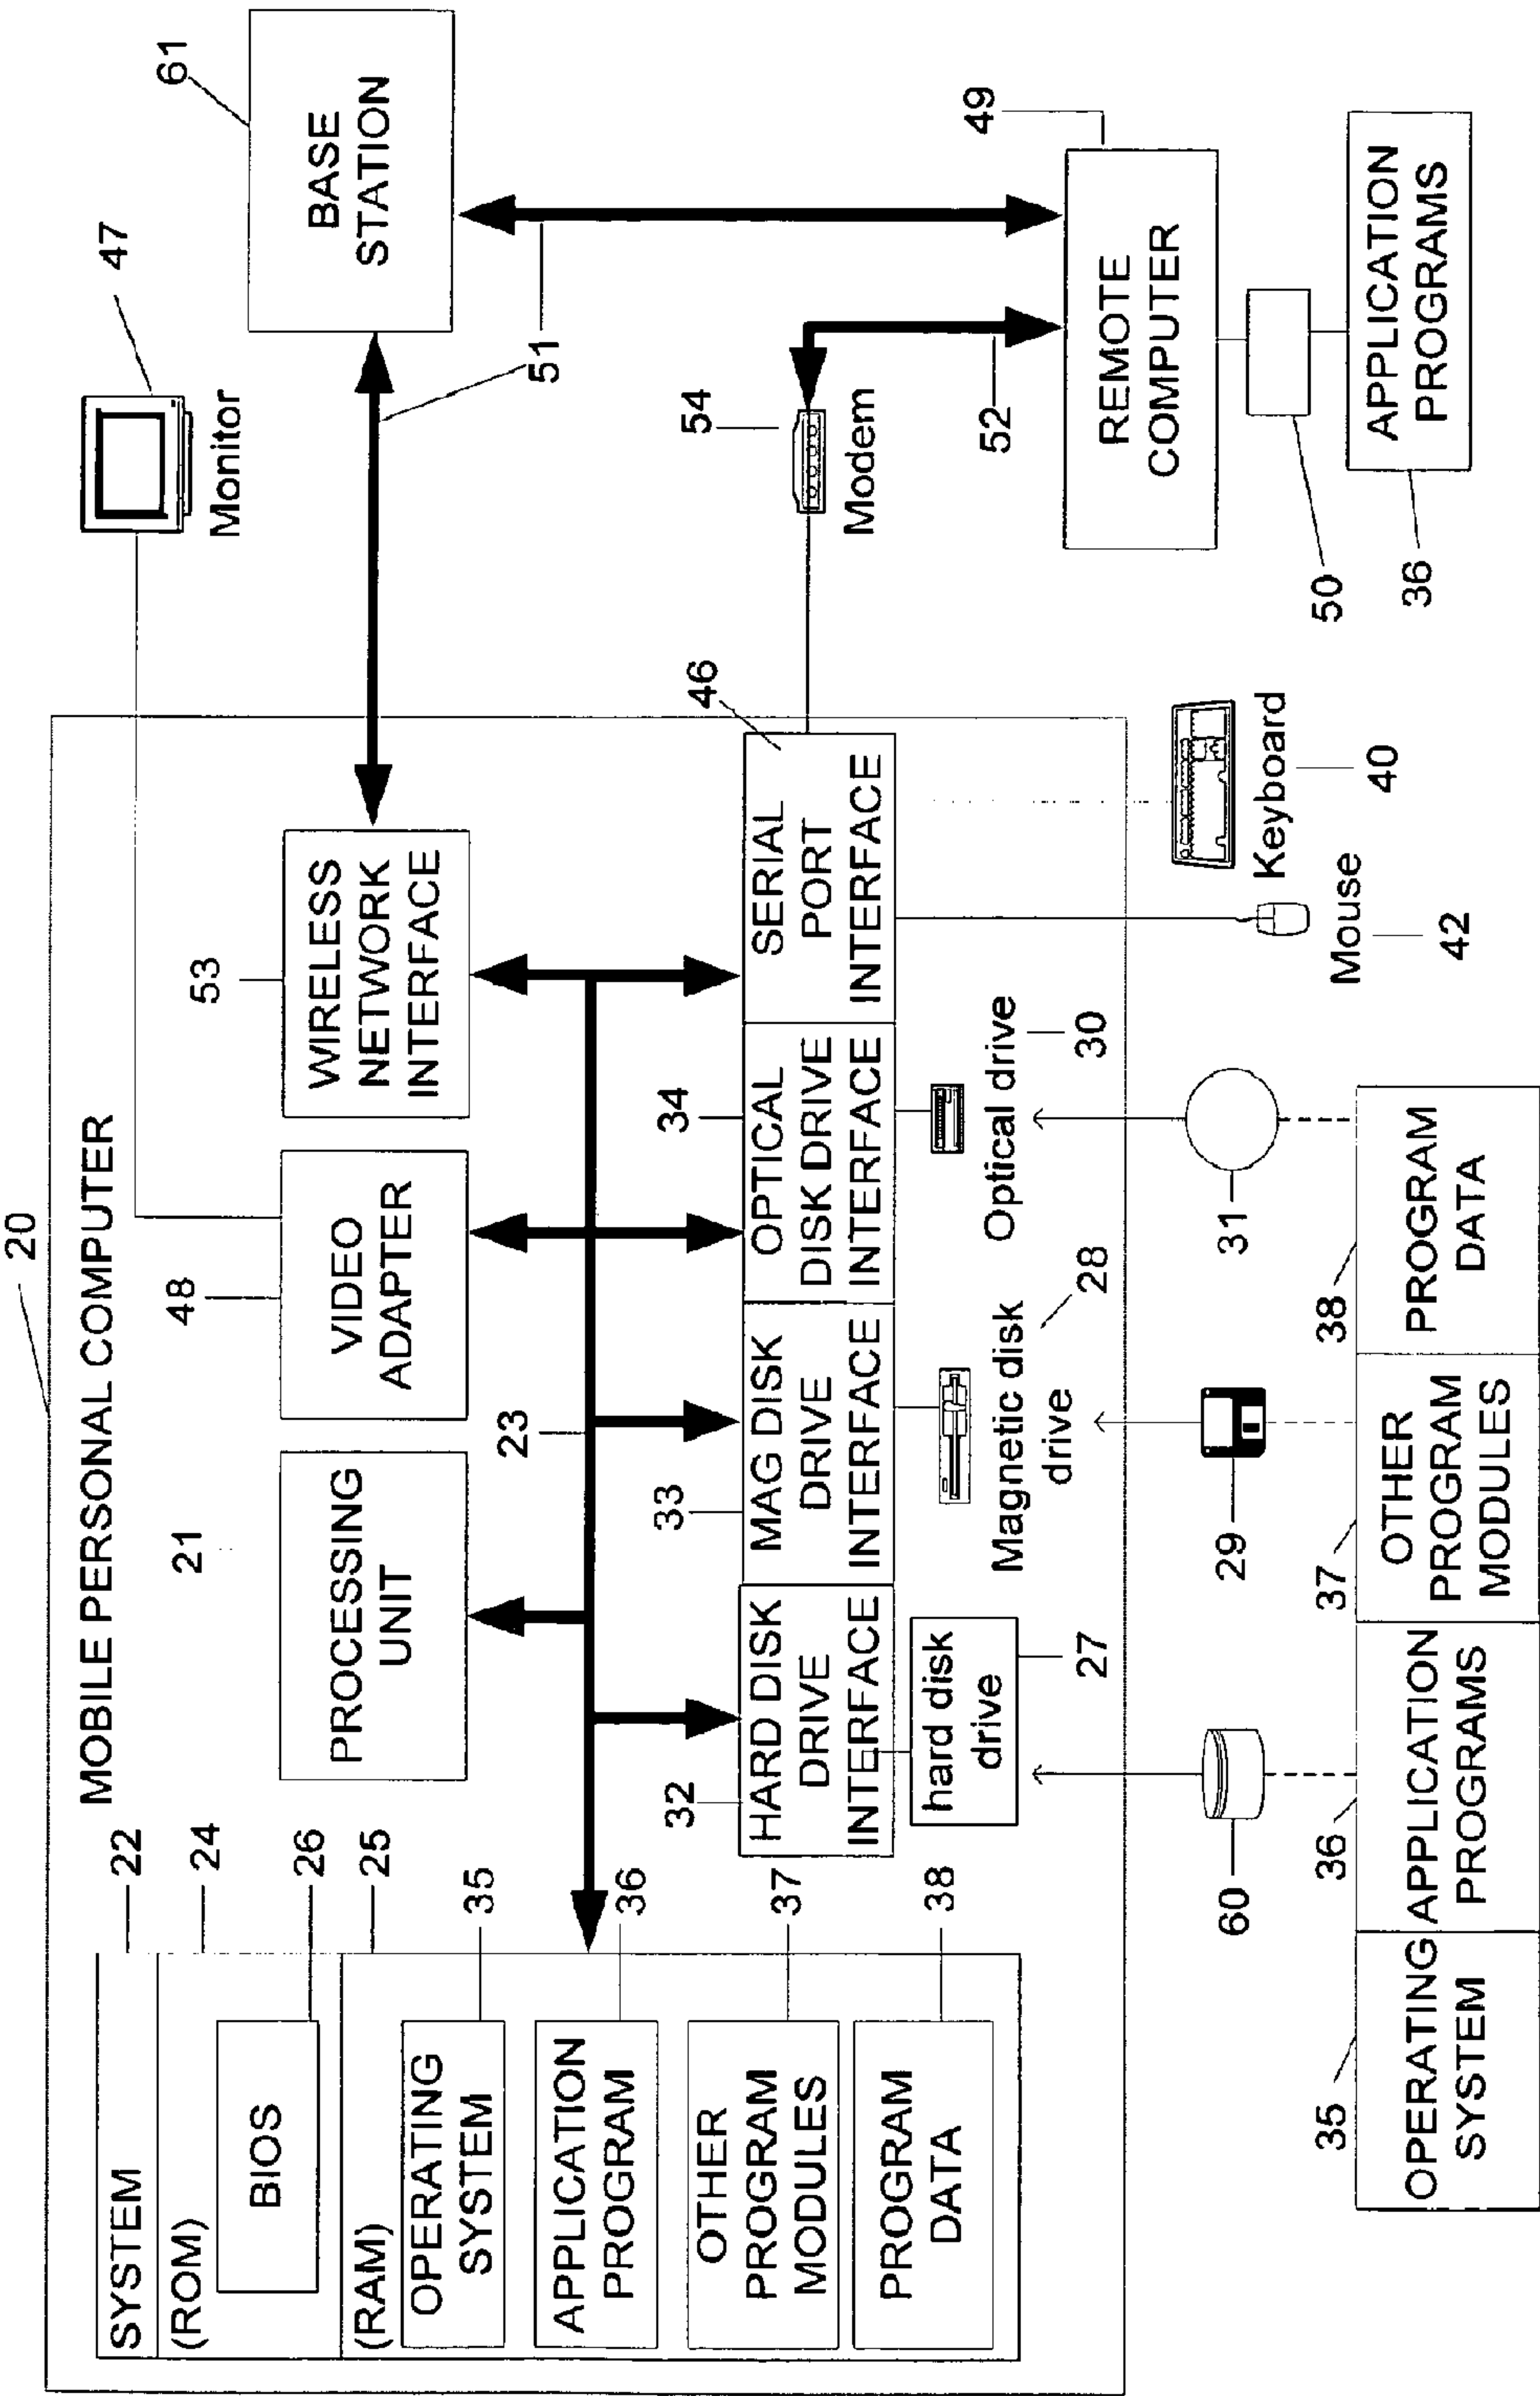 20
MOBILE PERSONAL COMPUTER
SYSTEM
22
(ROM)
24
BIOS
26
(RAM)
25
OPERATING
SYSTEM
35
APPLICATION
PROGRAM
36
OTHER
PROGRAM
MODULES
37
PROGRAM
DATA
38
21
PROCESSING
UNIT
48
VIDEO
ADAPTER
53
WIRELESS
NETWORK
INTERFACE
23
47
Monitor
61
BASE
STATION
51
32
HARD DISK
DRIVE
INTERFACE
33
MAG DISK
DRIVE
INTERFACE
34
OPTICAL
DISK DRIVE
INTERFACE
46
SERIAL
PORT
INTERFACE
54
Modem
52
49
REMOTE
COMPUTER
hard disk
drive
27
Magnetic disk
drive
28
Optical drive
30
Keyboard
40
Mouse
42
50
APPLICATION
PROGRAMS
36
60
29
31
35
OPERATING
SYSTEM
36
APPLICATION
PROGRAMS
37
OTHER
PROGRAM
MODULES
38
PROGRAM
DATA